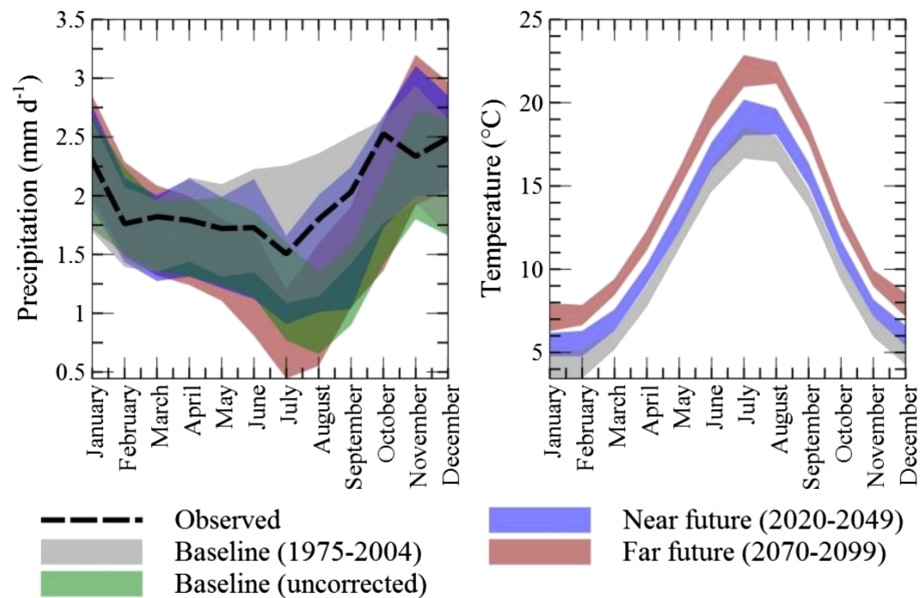 3.5
3
2.5
2
1.5
1
0.5
Precipitation (mm d-1)
January
February
March
April
May
June
July
August
September
October
November
December
25
20
15
10
5
Temperature (°C)
January
February
March
April
May
June
July
August
September
October
November
December
Observed
Baseline (1975-2004)
Baseline (uncorrected)
Near future (2020-2049)
Far future (2070-2099)